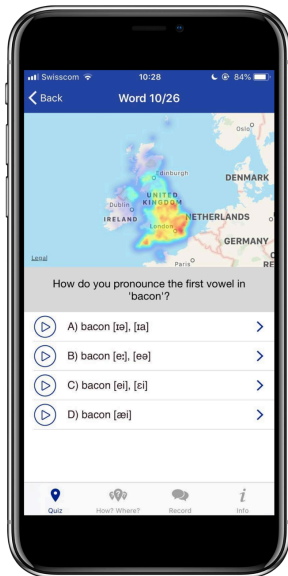 Swisscom 10:28 84%
Back Word 10/26
Oslo
Edinburgh
DENMARK
UNITED
KINGDOM
Dublin
IRELAND
NETHERLANDS
London
GERMANY
Legal
Paris
How do you pronounce the first vowel in
'bacon'?
A) bacon [ɪə], [ɪa]
B) bacon [eː], [eə]
C) bacon [ei], [ɛi]
D) bacon [æi]
Quiz How? Where? Record Info